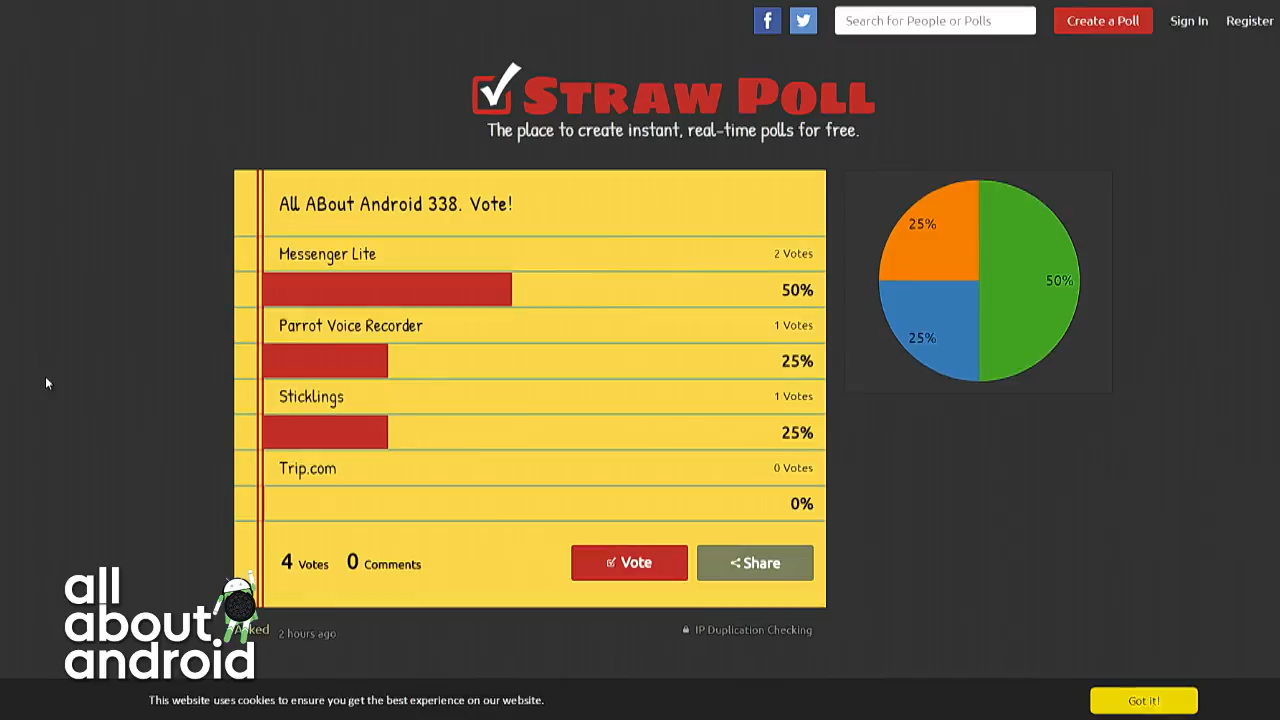 f
Search for People or Polls
Create a Poll
Sign In
Register
STRAW POLL
The place to create instant, real-time polls for free.
All ABout Android 338. Vote!
Messenger Lite
2 Votes
50%
Parrot Voice Recorder
1 Votes
25%
Sticklings
1 Votes
25%
Trip.com
0 Votes
0%
4 Votes
0 Comments
Vote
Share
25%
50%
25%
Asked
2 hours ago
IP Duplication Checking
all
about
android
This website uses cookies to ensure you get the best experience on our website.
Got it!